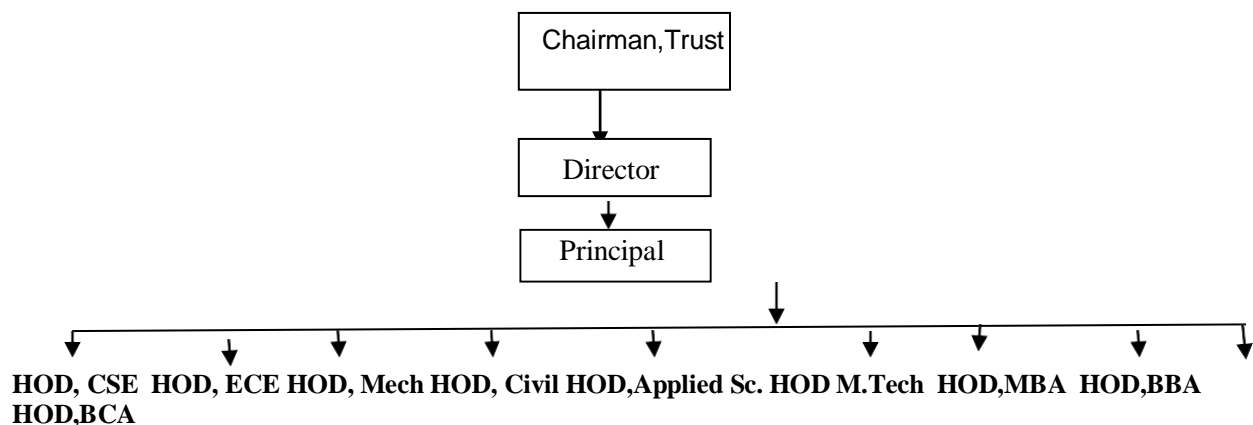 Chairman,Trust
Director
Principal
HOD, CSE HOD, ECE HOD, Mech HOD, Civil HOD,Applied Sc. HOD M.Tech HOD,MBA HOD,BBA
HOD,BCA